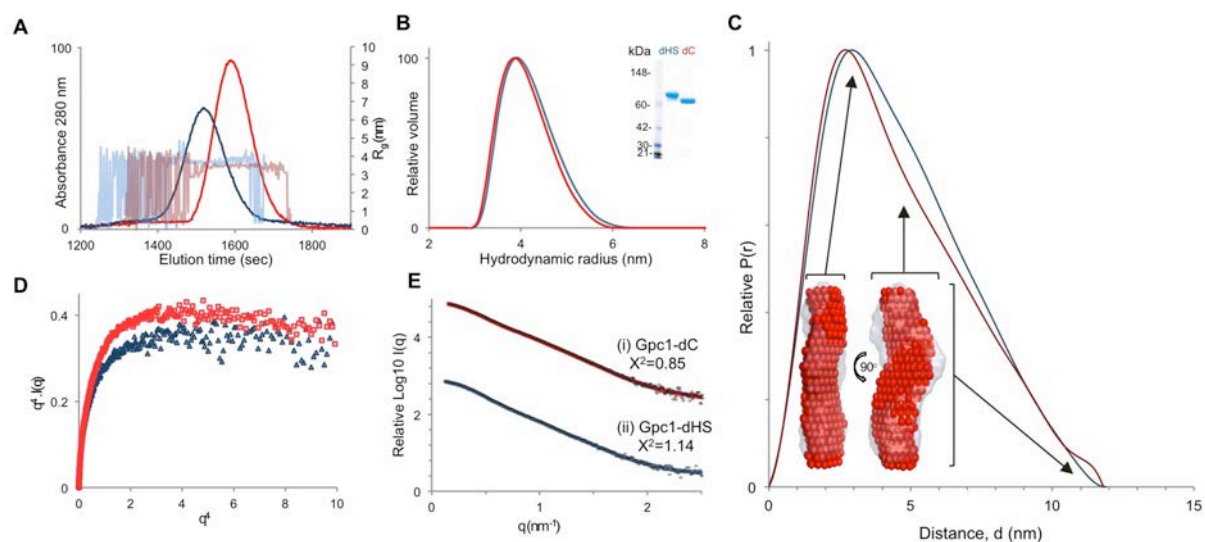 A
100
Absorbance 280 nm
0
1200
1400
1600
1800
Elution time (sec)
10
9
8
7
6
5
4
3
2
1
0
Rg(nm)
B
100
Relative volume
0
2
4
6
8
Hydrodynamic radius (nm)
kDa dHS dC
148-
60-
42-
30-
21-
C
1
Relative P(r)
0
90°
0
5
10
15
Distance, d (nm)
D
0.4
0.2
0
q⁴.I(q)
0
2
4
6
8
10
q⁴
E
4
2
0
Relative Log10 I(q)
(i) Gpc1-dC
X²=0.85
(ii) Gpc1-dHS
X²=1.14
0
1
2
q(nm⁻¹)